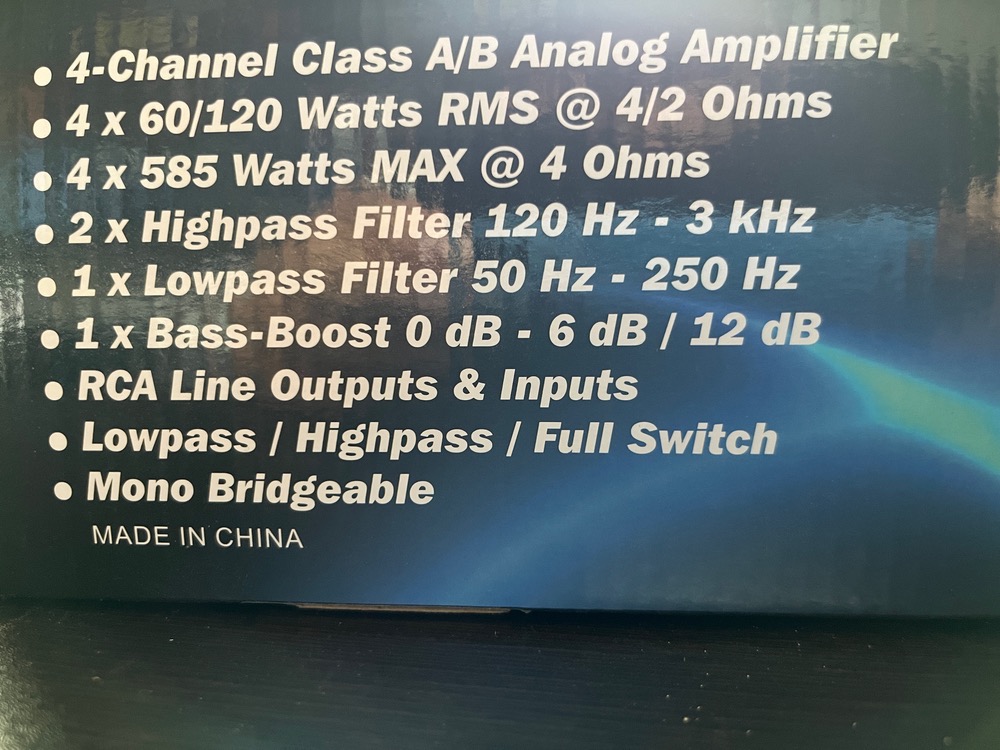 • 4-Channel Class A/B Analog Amplifier
• 4 x 60/120 Watts RMS @ 4/2 Ohms
• 4 x 585 Watts MAX @ 4 Ohms
• 2 x Highpass Filter 120 Hz - 3 kHz
• 1 x Lowpass Filter 50 Hz - 250 Hz
• 1 x Bass-Boost 0 dB - 6 dB / 12 dB
• RCA Line Outputs & Inputs
• Lowpass / Highpass / Full Switch
• Mono Bridgeable
MADE IN CHINA